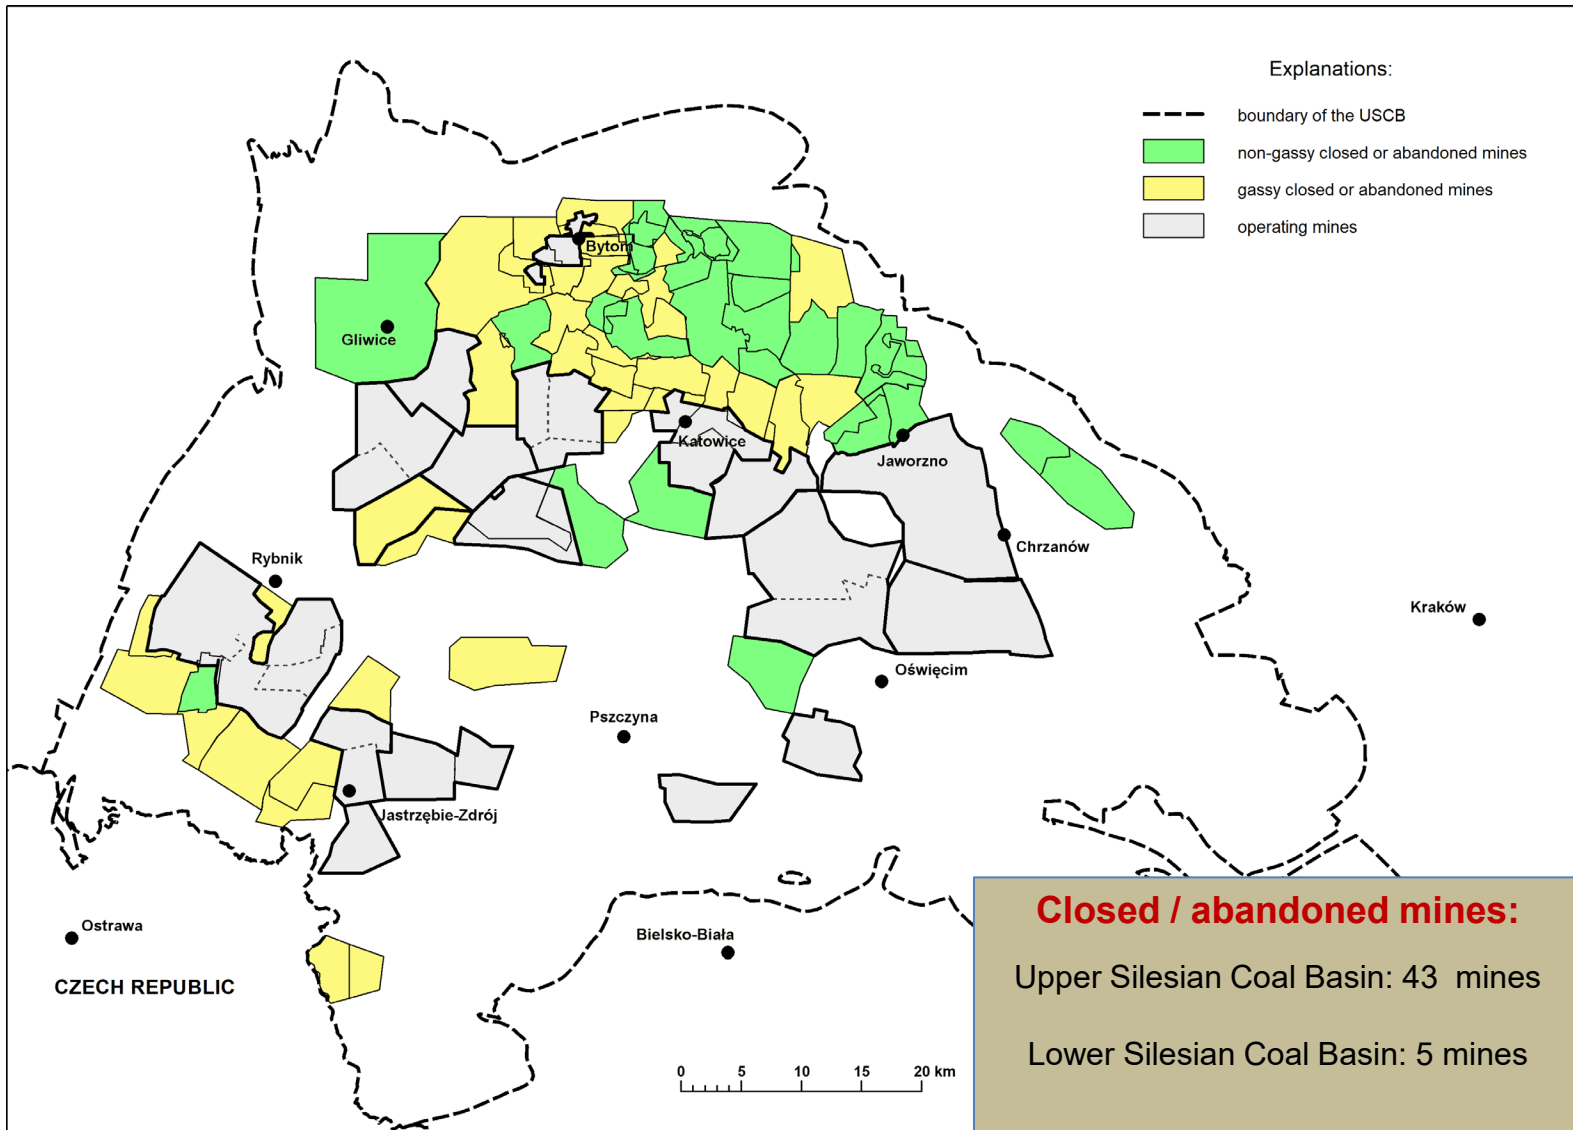 Explanations:
boundary of the USCB
non-gassy closed or abandoned mines
gassy closed or abandoned mines
operating mines
Bytom
Gliwice
Katowice
Jaworzno
Chrzanów
Rybnik
Kraków
Oświęcim
Pszczyna
Jastrzębie-Zdrój
Ostrawa
Bielsko-Biała
CZECH REPUBLIC
0 5 10 15 20 km
Closed / abandoned mines:
Upper Silesian Coal Basin: 43 mines
Lower Silesian Coal Basin: 5 mines